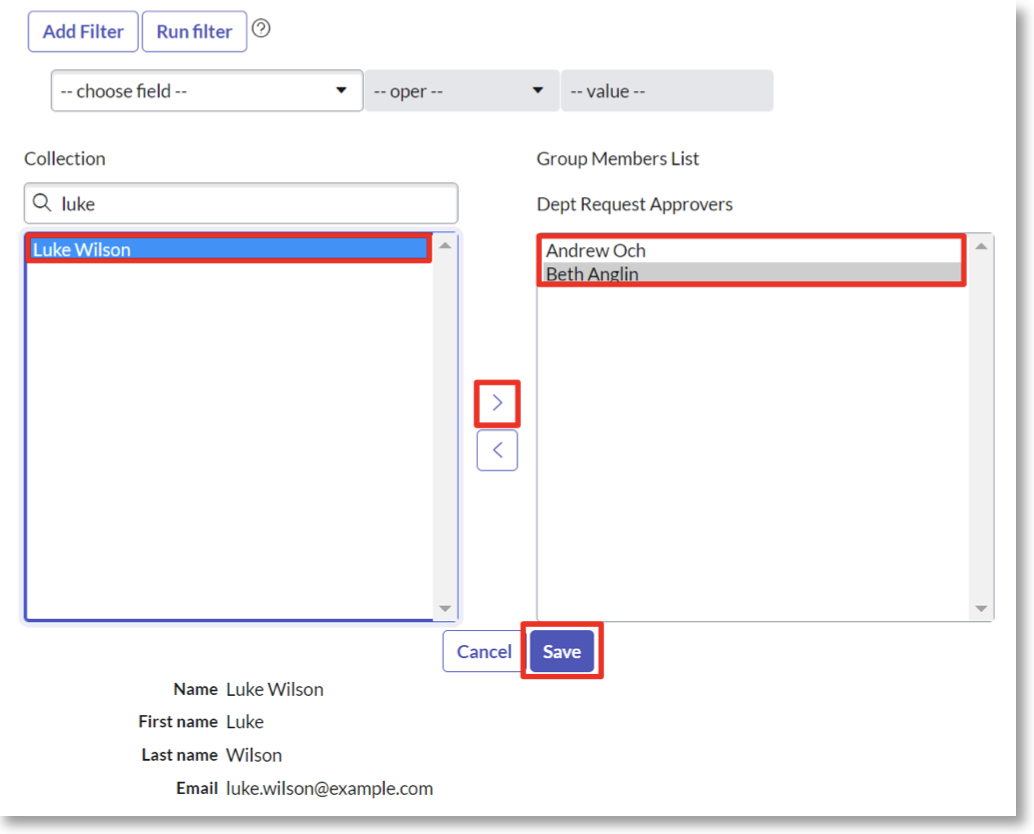 Add Filter Run filter ?
-- choose field -- -- oper -- -- value --
Collection Group Members List
luke Dept Request Approvers
Luke Wilson Andrew Och
Beth Anglin
>
<
Cancel Save
Name Luke Wilson
First name Luke
Last name Wilson
Email luke.wilson@example.com